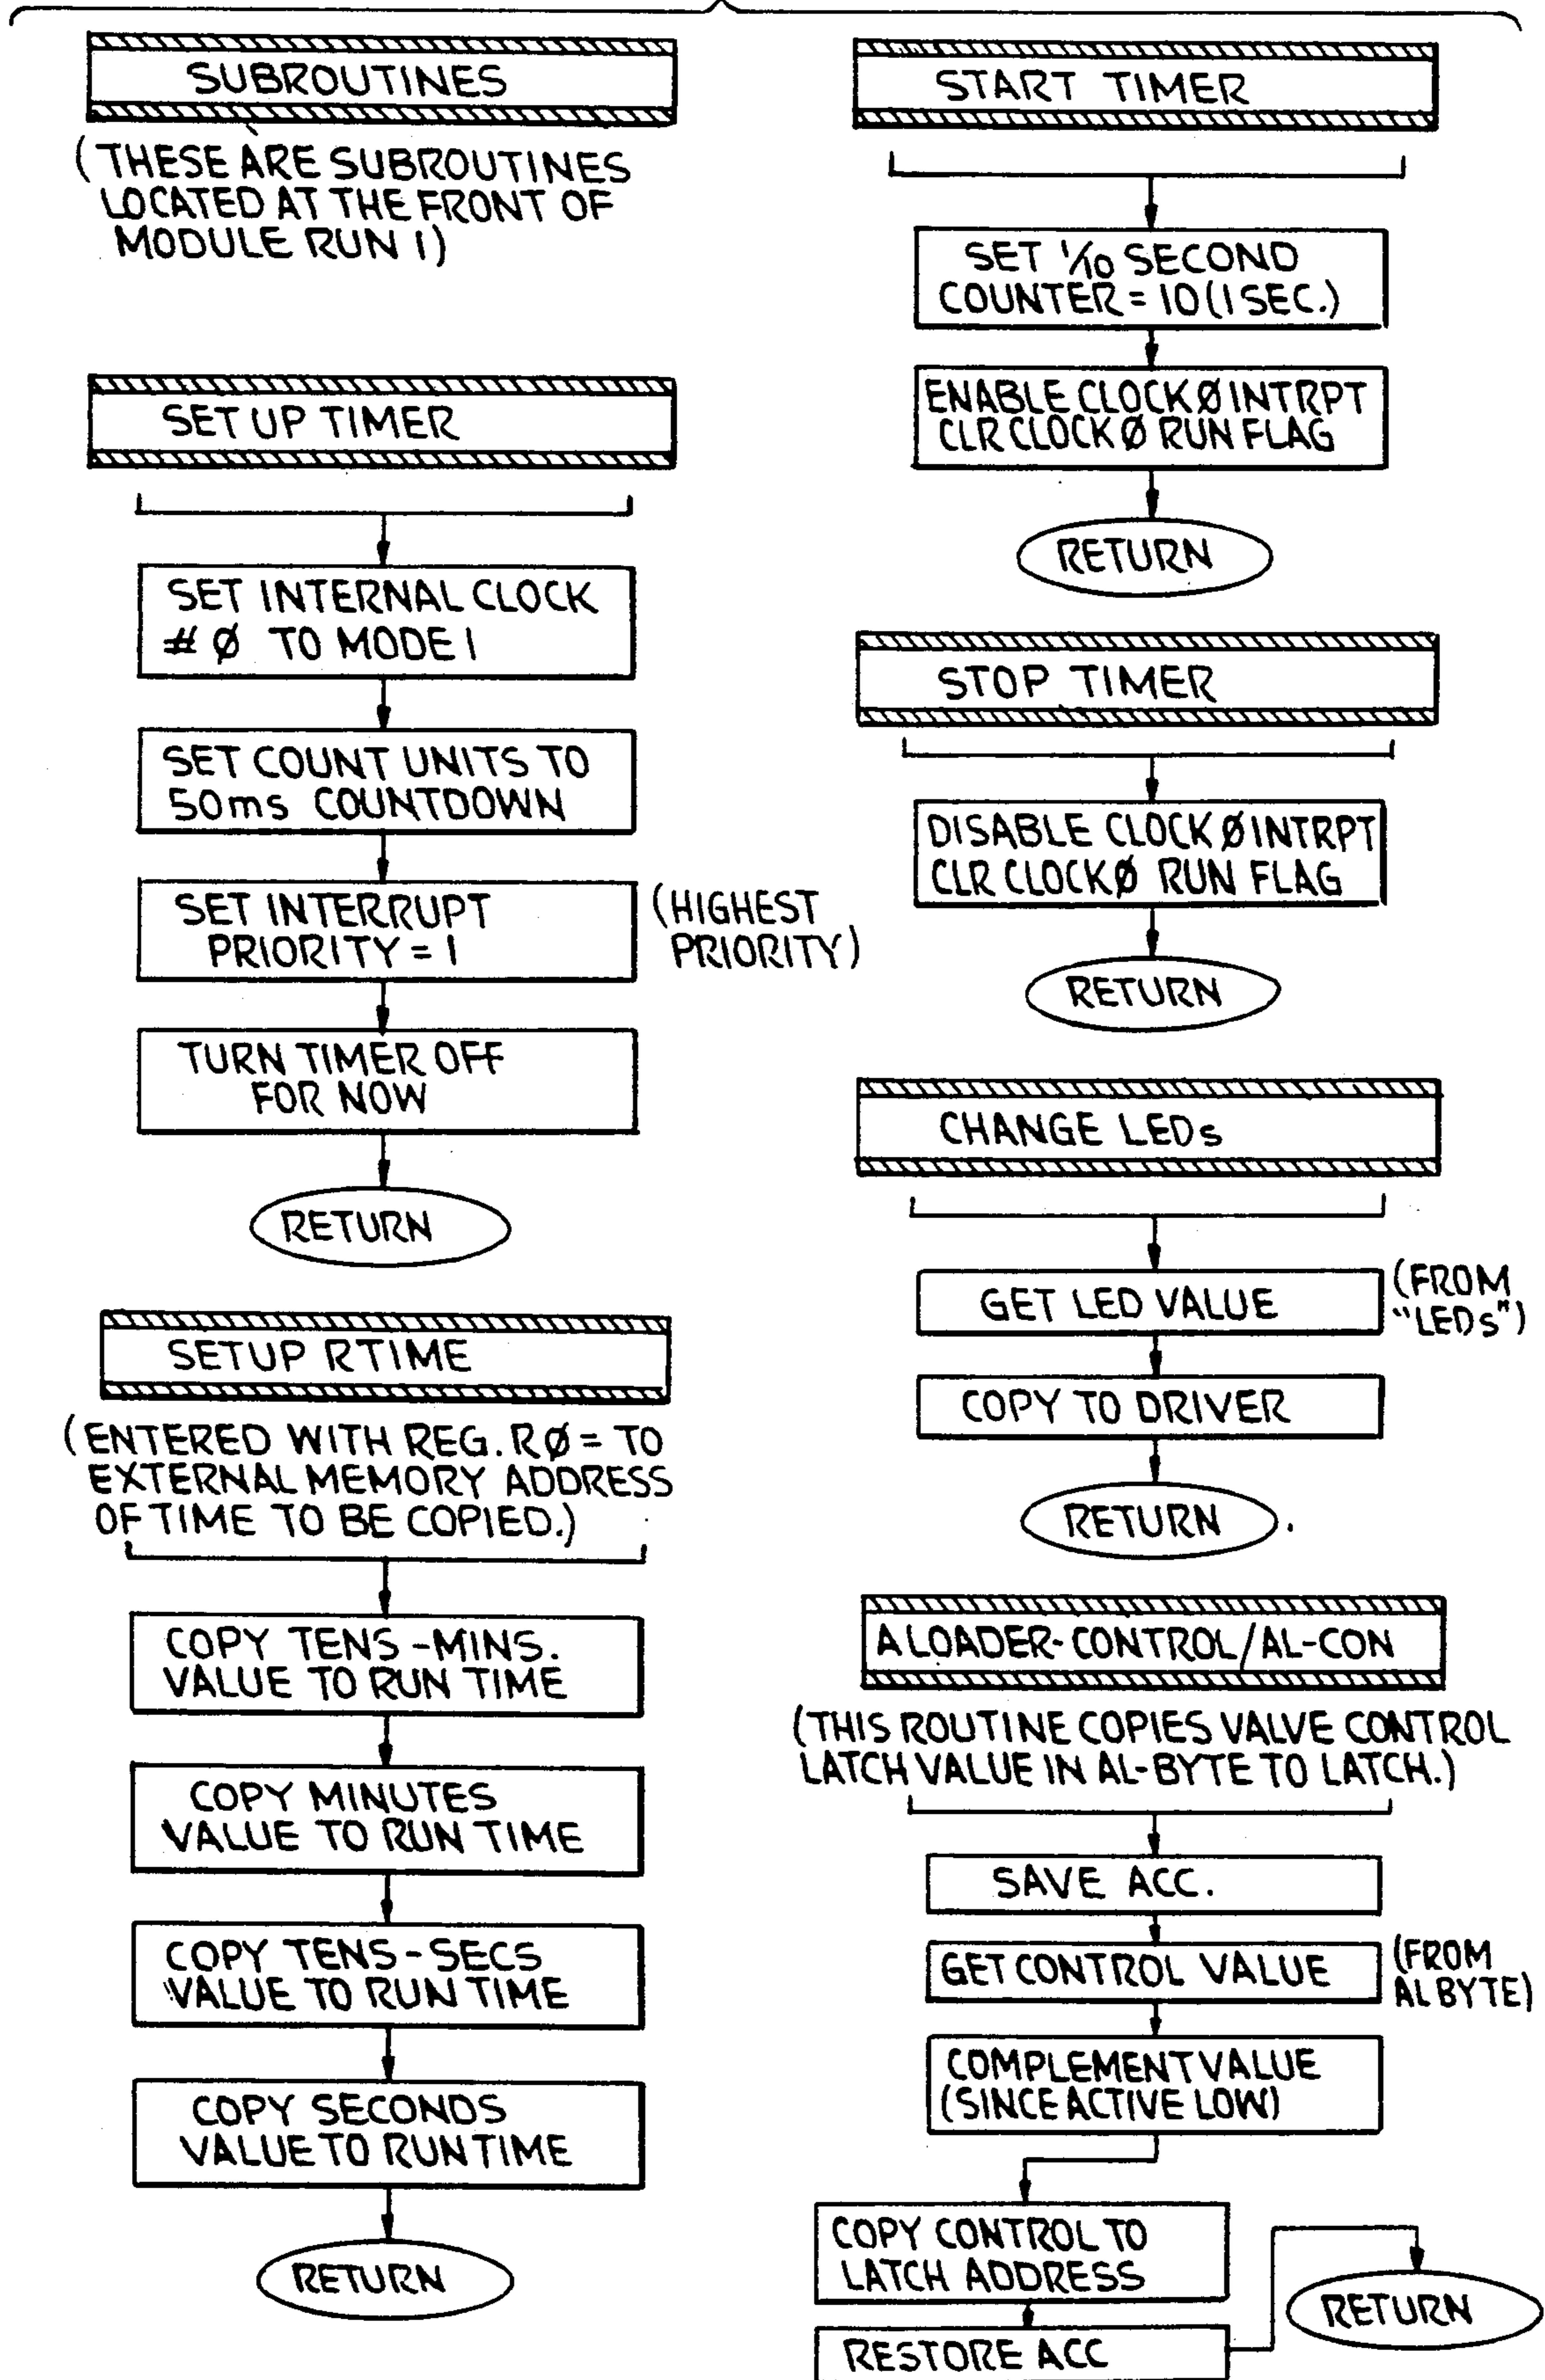 SUBROUTINES
(THESE ARE SUBROUTINES
LOCATED AT THE FRONT OF
MODULE RUN 1)
SET UP TIMER
SET INTERNAL CLOCK
# Ø TO MODE 1
SET COUNT UNITS TO
50ms COUNTDOWN
SET INTERRUPT
PRIORITY = 1
(HIGHEST
PRIORITY)
TURN TIMER OFF
FOR NOW
RETURN
SETUP RTIME
(ENTERED WITH REG. RØ = TO
EXTERNAL MEMORY ADDRESS
OF TIME TO BE COPIED.)
COPY TENS-MINS.
VALUE TO RUN TIME
COPY MINUTES
VALUE TO RUN TIME
COPY TENS-SECS
VALUE TO RUN TIME
COPY SECONDS
VALUE TO RUN TIME
RETURN
START TIMER
SET 1/10 SECOND
COUNTER = 10 (1 SEC.)
ENABLE CLOCK Ø INTRPT
CLR CLOCK Ø RUN FLAG
RETURN
STOP TIMER
DISABLE CLOCK Ø INTRPT
CLR CLOCK Ø RUN FLAG
RETURN
CHANGE LEDs
GET LED VALUE
(FROM
"LEDs")
COPY TO DRIVER
RETURN
A LOADER-CONTROL/AL-CON
(THIS ROUTINE COPIES VALVE CONTROL
LATCH VALUE IN AL-BYTE TO LATCH.)
SAVE ACC.
GET CONTROL VALUE
(FROM
AL BYTE)
COMPLEMENT VALUE
(SINCE ACTIVE LOW)
COPY CONTROL TO
LATCH ADDRESS
RESTORE ACC
RETURN